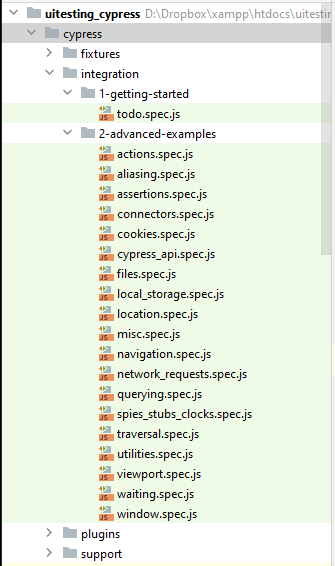 uitesting_cypress D:\Dropbox\xampp\htdocs\uitestin
cypress
fixtures
integration
1-getting-started
todo.spec.js
2-advanced-examples
actions.spec.js
aliasing.spec.js
assertions.spec.js
connectors.spec.js
cookies.spec.js
cypress_api.spec.js
files.spec.js
local_storage.spec.js
location.spec.js
misc.spec.js
navigation.spec.js
network_requests.spec.js
querying.spec.js
spies_stubs_clocks.spec.js
traversal.spec.js
utilities.spec.js
viewport.spec.js
waiting.spec.js
window.spec.js
plugins
support